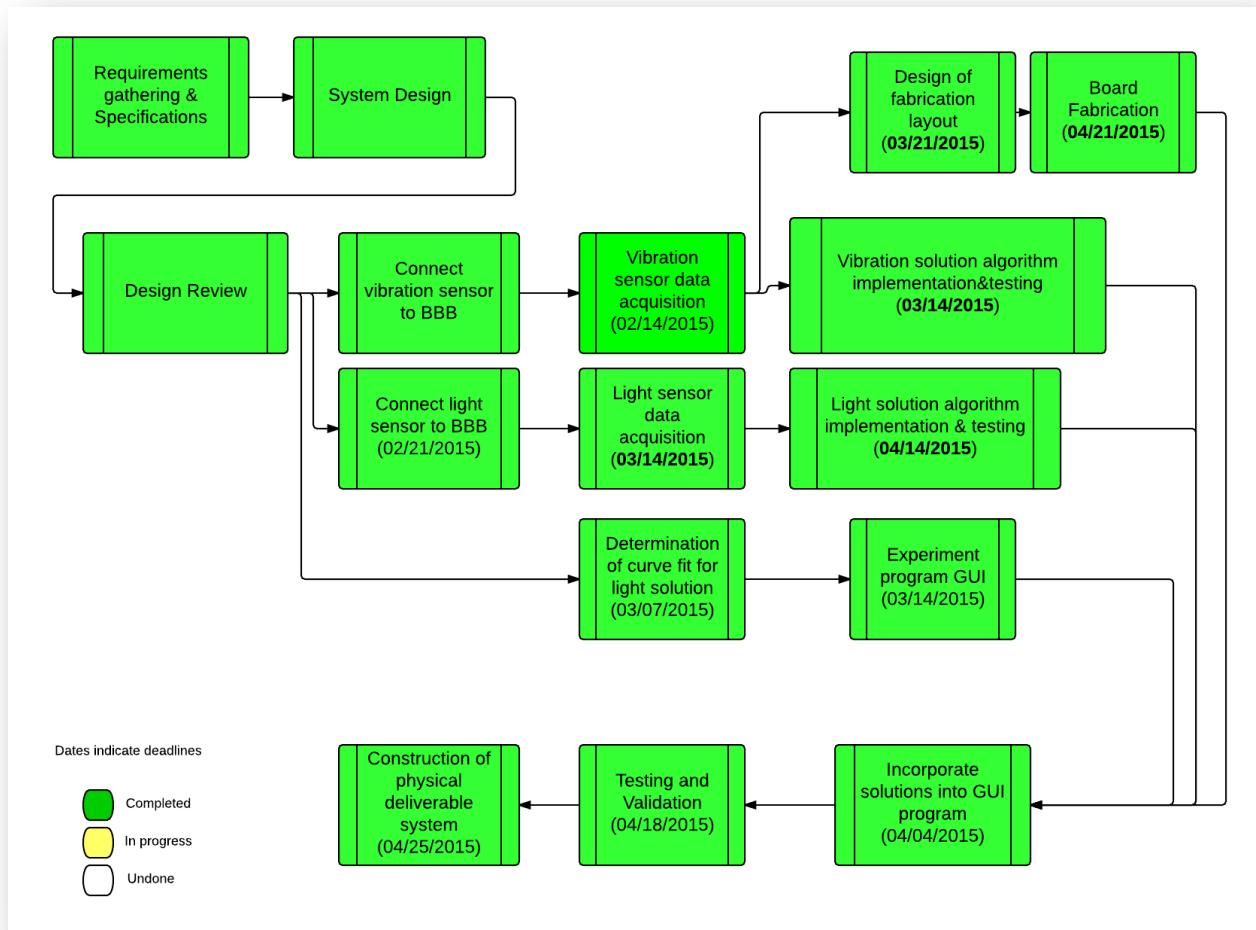 Requirements
gathering &
Specifications
System Design
Design of
fabrication
layout
(03/21/2015)
Board
Fabrication
(04/21/2015)
Design Review
Connect
vibration sensor
to BBB
Vibration
sensor data
acquisition
(02/14/2015)
Vibration solution algorithm
implementation&testing
(03/14/2015)
Connect light
sensor to BBB
(02/21/2015)
Light sensor
data
acquisition
(03/14/2015)
Light solution algorithm
implementation & testing
(04/14/2015)
Determination
of curve fit for
light solution
(03/07/2015)
Experiment
program GUI
(03/14/2015)
Construction of
physical
deliverable
system
(04/25/2015)
Testing and
Validation
(04/18/2015)
Incorporate
solutions into GUI
program
(04/04/2015)
Dates indicate deadlines
Completed
In progress
Undone